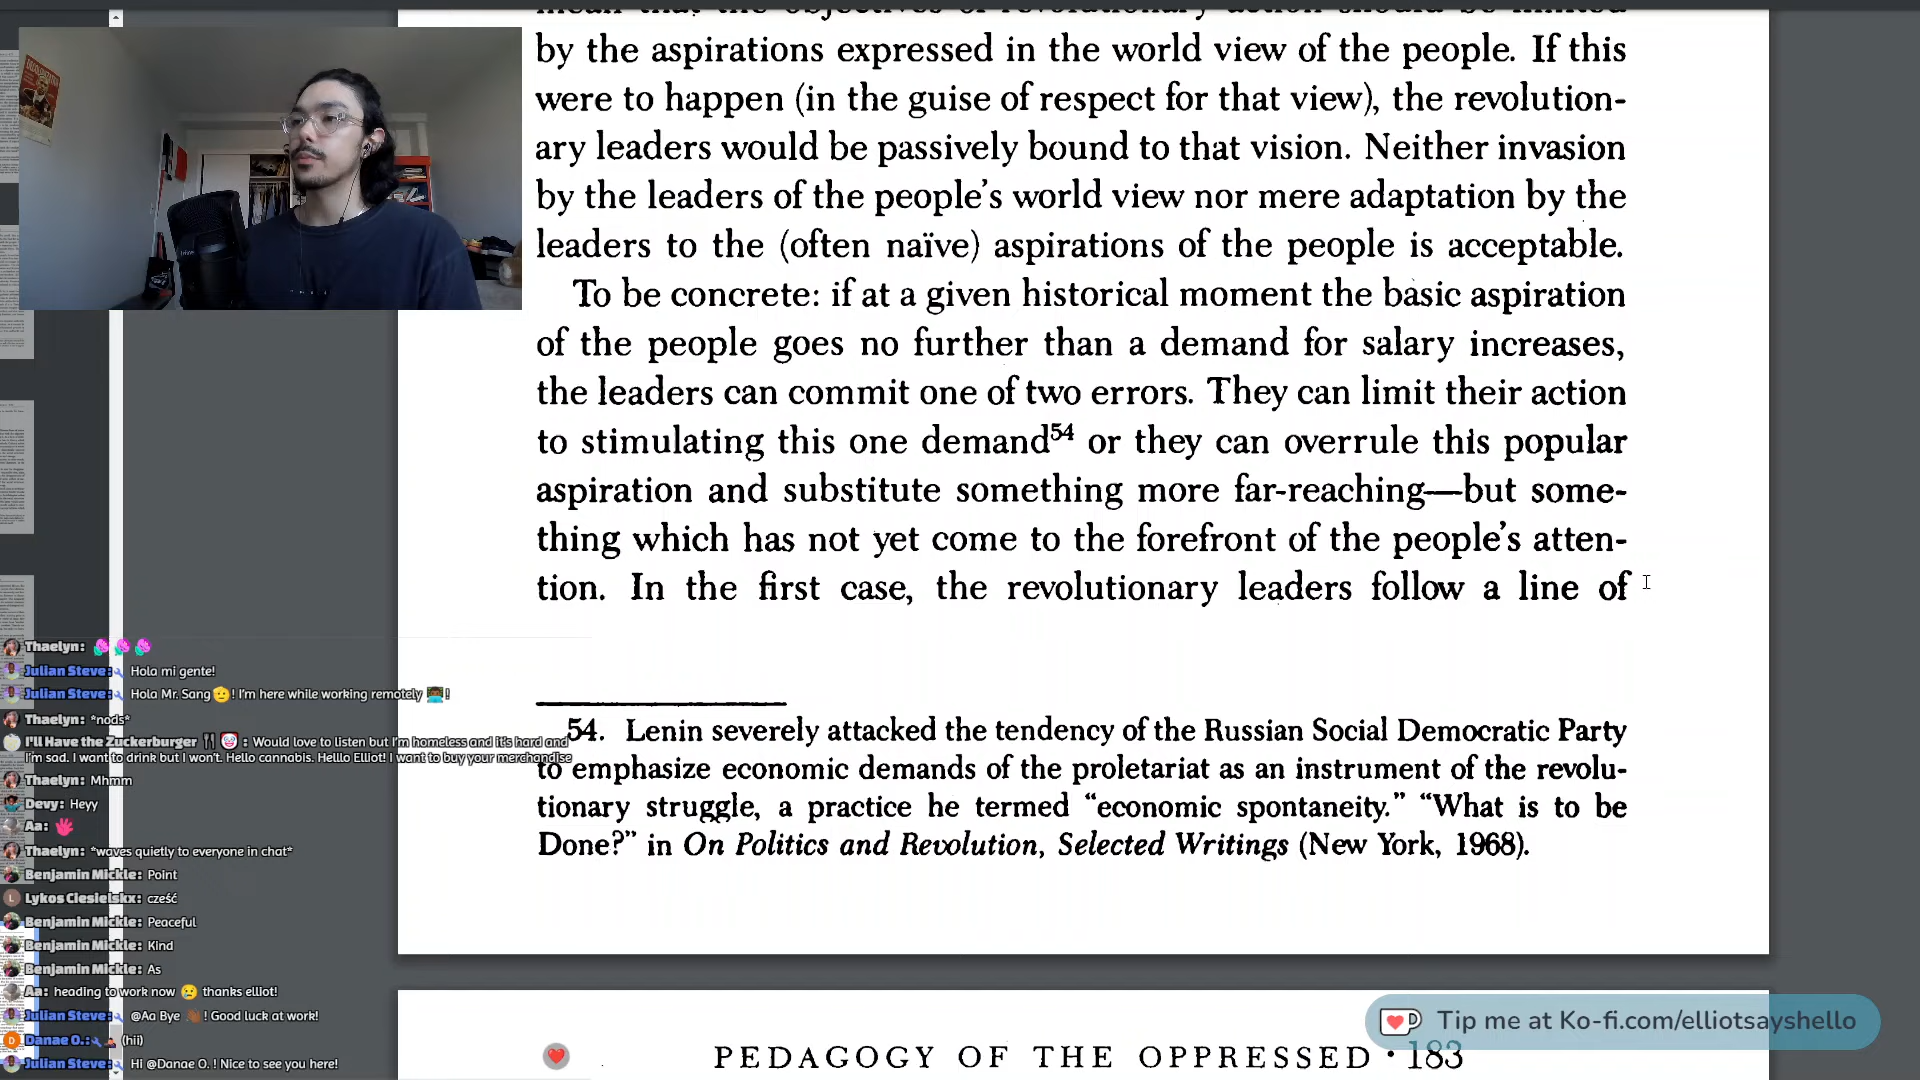 mean that the objectives of revolutionary action should be limited
by the aspirations expressed in the world view of the people. If this
were to happen (in the guise of respect for that view), the revolution-
ary leaders would be passively bound to that vision. Neither invasion
by the leaders of the people's world view nor mere adaptation by the
leaders to the (often naïve) aspirations of the people is acceptable.
To be concrete: if at a given historical moment the basic aspiration
of the people goes no further than a demand for salary increases,
the leaders can commit one of two errors. They can limit their action
to stimulating this one demand⁵⁴ or they can overrule this popular
aspiration and substitute something more far-reaching—but some-
thing which has not yet come to the forefront of the people's atten-
tion. In the first case, the revolutionary leaders follow a line of
54. Lenin severely attacked the tendency of the Russian Social Democratic Party
to emphasize economic demands of the proletariat as an instrument of the revolu-
tionary struggle, a practice he termed “economic spontaneity.” “What is to be
Done?” in On Politics and Revolution, Selected Writings (New York, 1968).
PEDAGOGY OF THE OPPRESSED · 183
Tip me at Ko-fi.com/elliotsayshello
Thaelyn:
Julian Steve: Hola mi gente!
Julian Steve: Hola Mr. Sang🫡! I'm here while working remotely 👨🏾‍💻!
Thaelyn: *nods*
I'll Have the Zuckerburger 🍴🤡: Would love to listen but I'm homeless and it's hard and
I'm sad. I want to drink but I won't. Hello cannabis. Helllo Elliot! I want to buy your merchandise
Thaelyn: Mhmm
Devy: Heyy
Aa:
Thaelyn: *waves quietly to everyone in chat*
Benjamin Mickle: Point
Lykos Ciesielskx: cześć
Benjamin Mickle: Peaceful
Benjamin Mickle: Kind
Benjamin Mickle: As
Aa: heading to work now 😢 thanks elliot!
Julian Steve: @Aa Bye 👋🏾! Good luck at work!
Danae O.: (hii)
Julian Steve: Hi @Danae O. ! Nice to see you here!